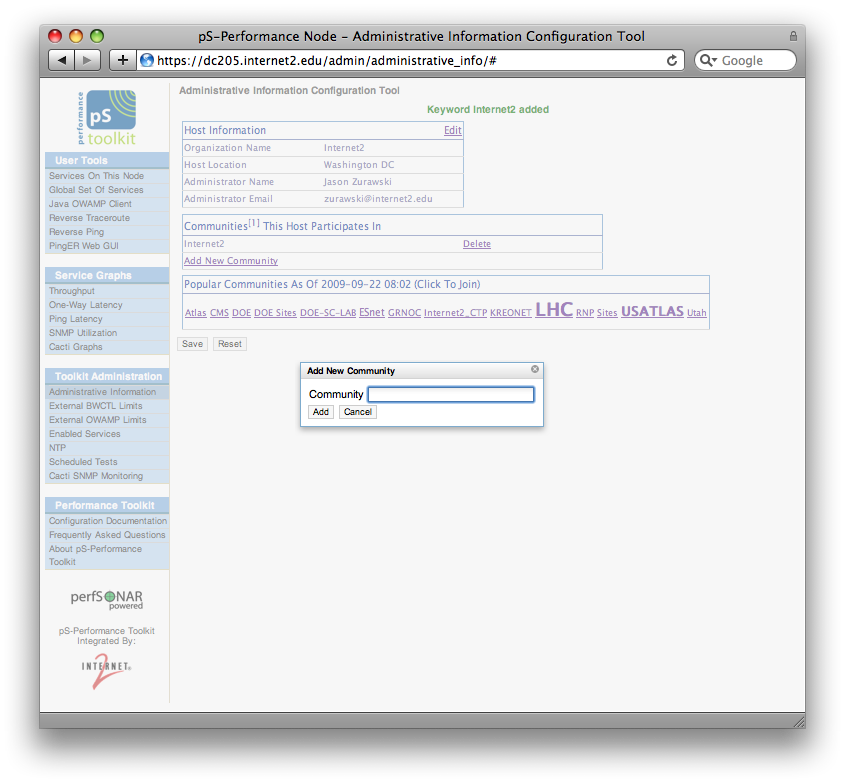 pS-Performance Node - Administrative Information Configuration Tool
https://dc205.internet2.edu/admin/administrative_info/#
Google
performance
pS
toolkit
User Tools
Services On This Node
Global Set Of Services
Java OWAMP Client
Reverse Traceroute
Reverse Ping
PingER Web GUI
Service Graphs
Throughput
One-Way Latency
Ping Latency
SNMP Utilization
Cacti Graphs
Toolkit Administration
Administrative Information
External BWCTL Limits
External OWAMP Limits
Enabled Services
NTP
Scheduled Tests
Cacti SNMP Monitoring
Performance Toolkit
Configuration Documentation
Frequently Asked Questions
About pS-Performance
Toolkit
perfSONAR
powered
pS-Performance Toolkit
Integrated By:
INTERNET®
2
Administrative Information Configuration Tool
Keyword Internet2 added
Host Information Edit
Organization Name Internet2
Host Location Washington DC
Administrator Name Jason Zurawski
Administrator Email zurawski@internet2.edu
Communities[1] This Host Participates In
Internet2 Delete
Add New Community
Popular Communities As Of 2009-09-22 08:02 (Click To Join)
Atlas CMS DOE DOE Sites DOE-SC-LAB ESnet GRNOC Internet2_CTP KREONET LHC RNP Sites USATLAS Utah
Save Reset
Add New Community
Community
Add Cancel